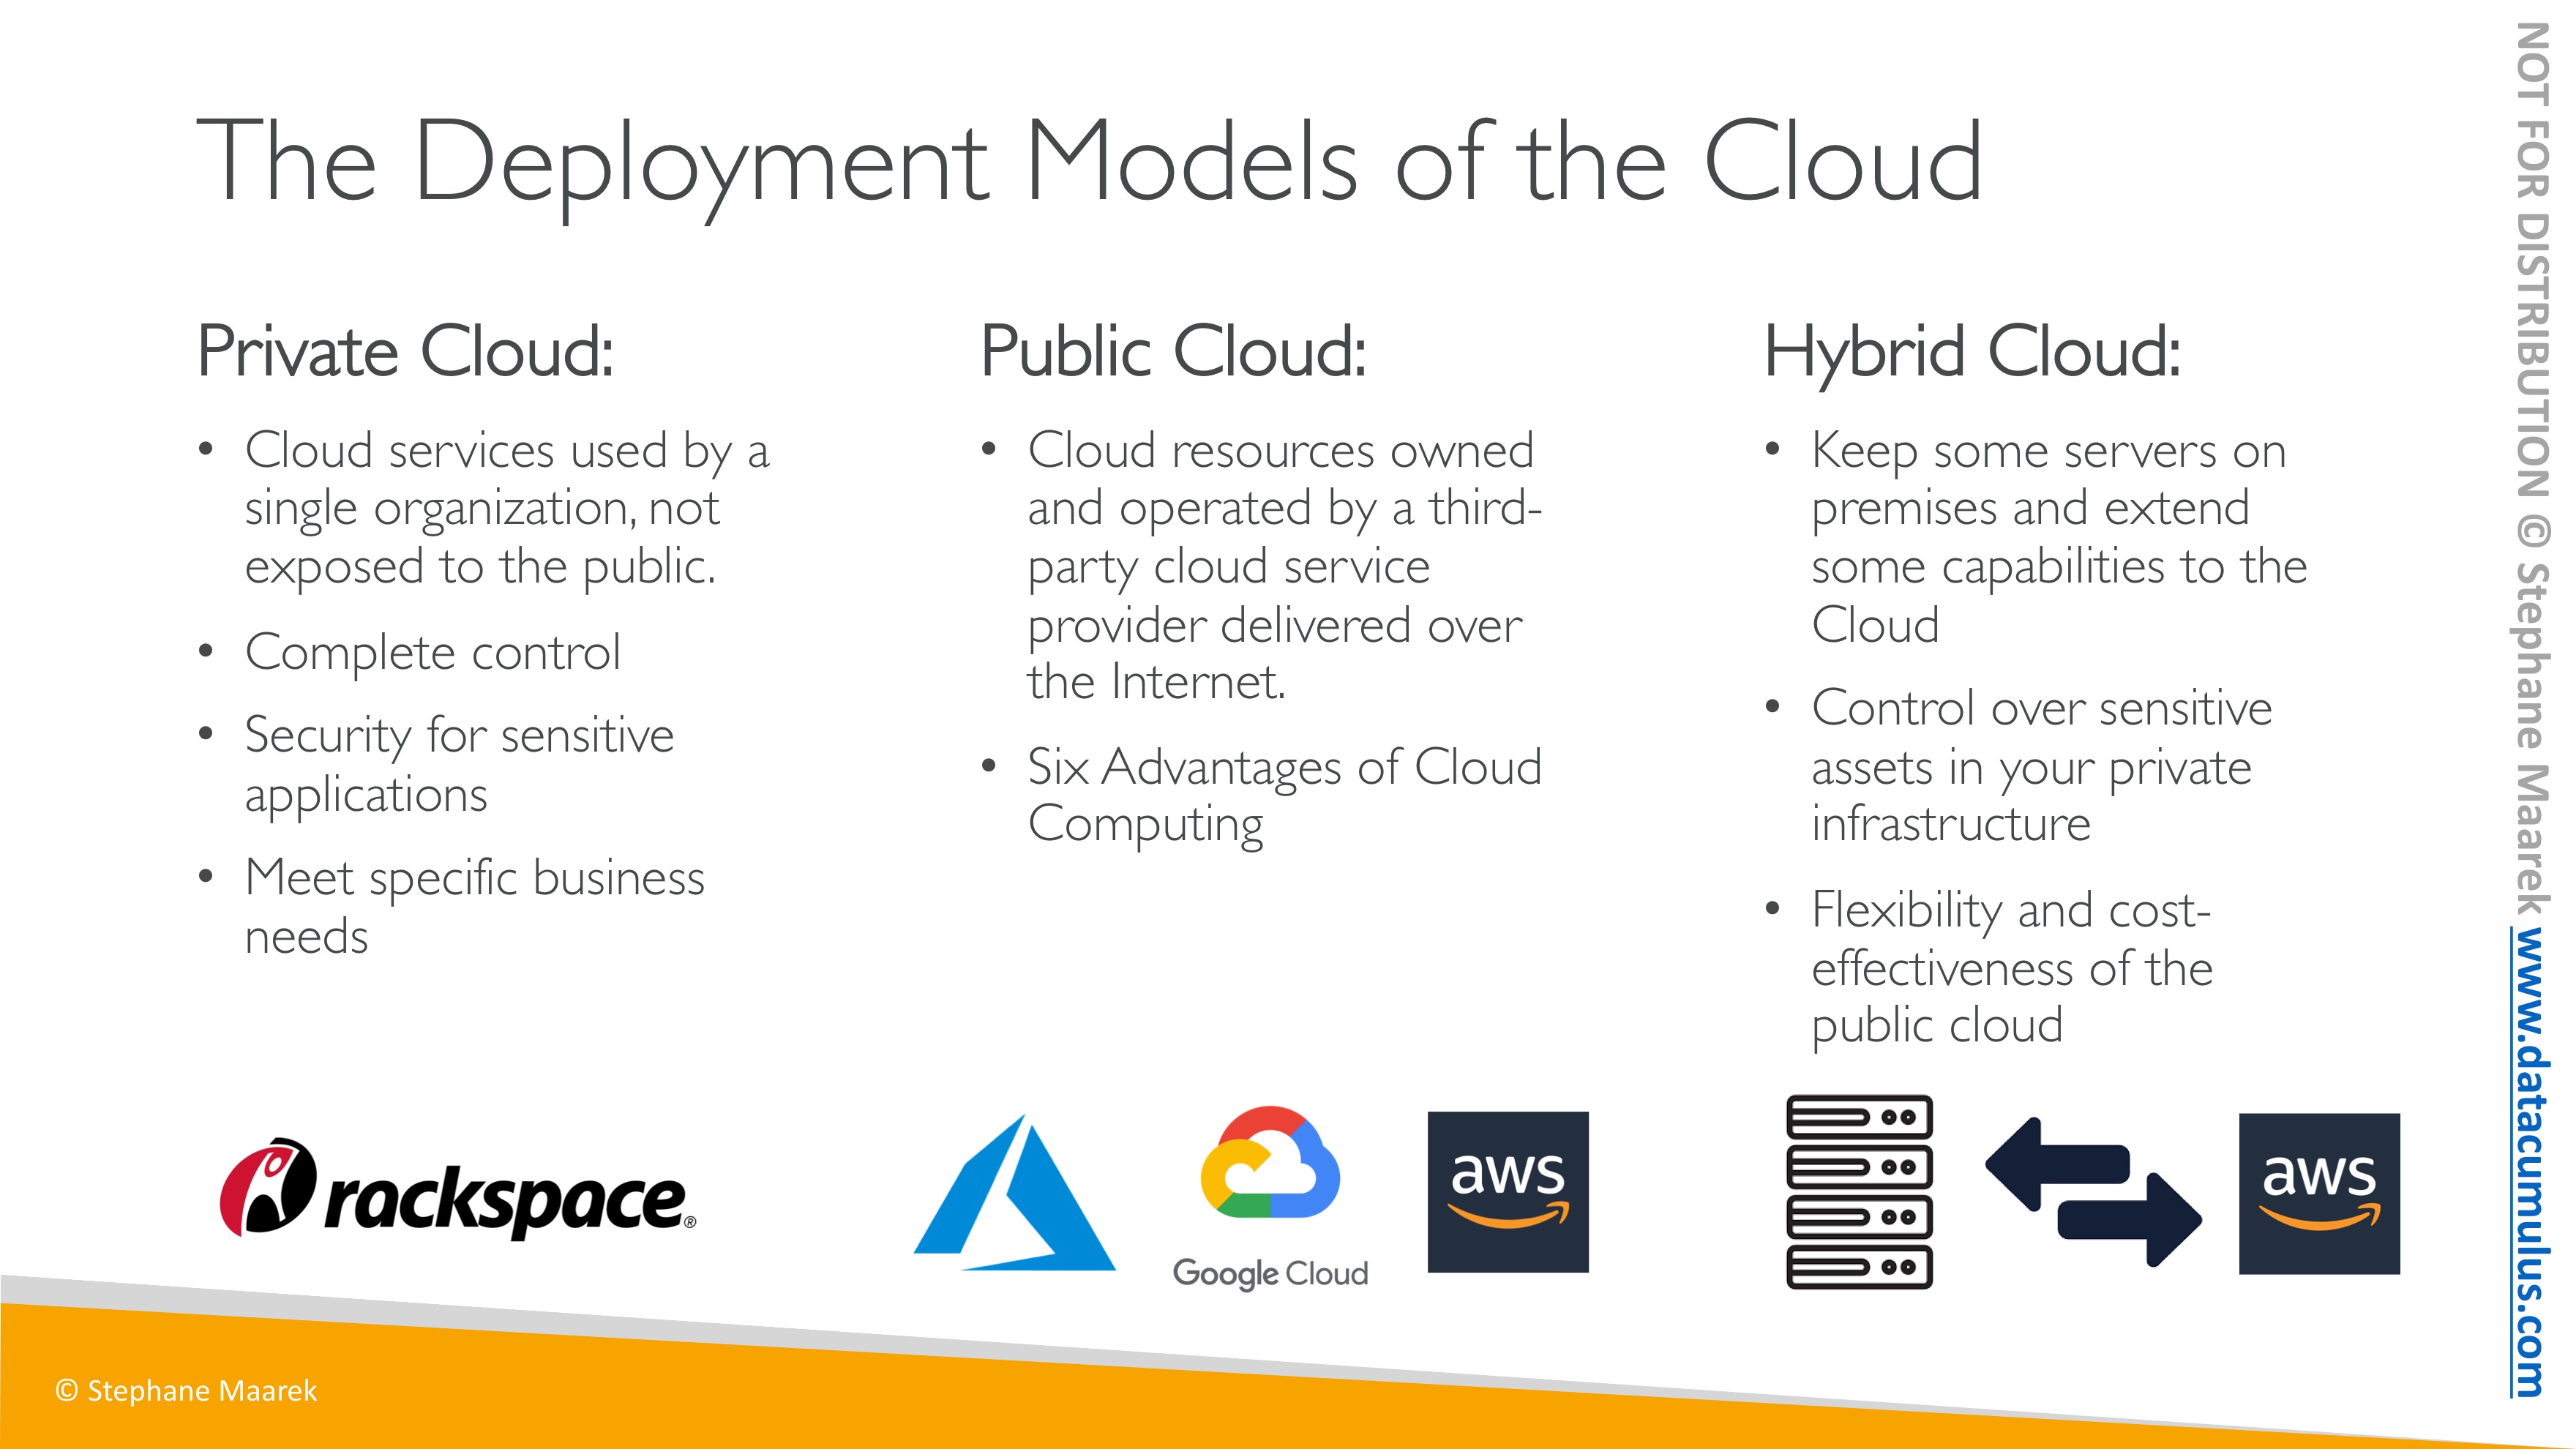 The Deployment Models of the Cloud
Private Cloud:
• Cloud services used by a
single organization, not
exposed to the public.
• Complete control
• Security for sensitive
applications
• Meet specific business
needs
rackspace®
Public Cloud:
• Cloud resources owned
and operated by a third-
party cloud service
provider delivered over
the Internet.
• Six Advantages of Cloud
Computing
Google Cloud
aws
Hybrid Cloud:
• Keep some servers on
premises and extend
some capabilities to the
Cloud
• Control over sensitive
assets in your private
infrastructure
• Flexibility and cost-
effectiveness of the
public cloud
aws
© Stephane Maarek
NOT FOR DISTRIBUTION © Stephane Maarek www.datacumulus.com